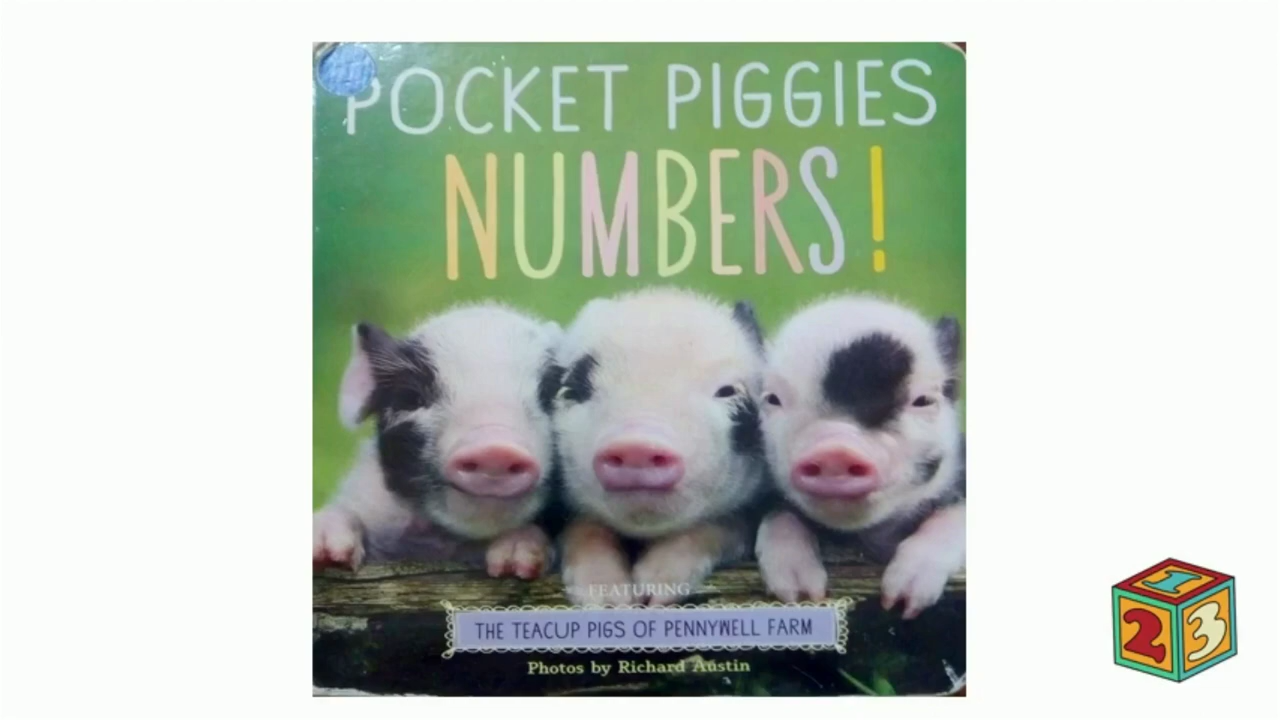 POCKET PIGGIES
NUMBERS!
FEATURING
THE TEACUP PIGS OF PENNYWELL FARM
Photos by Richard Austin
1
2 3